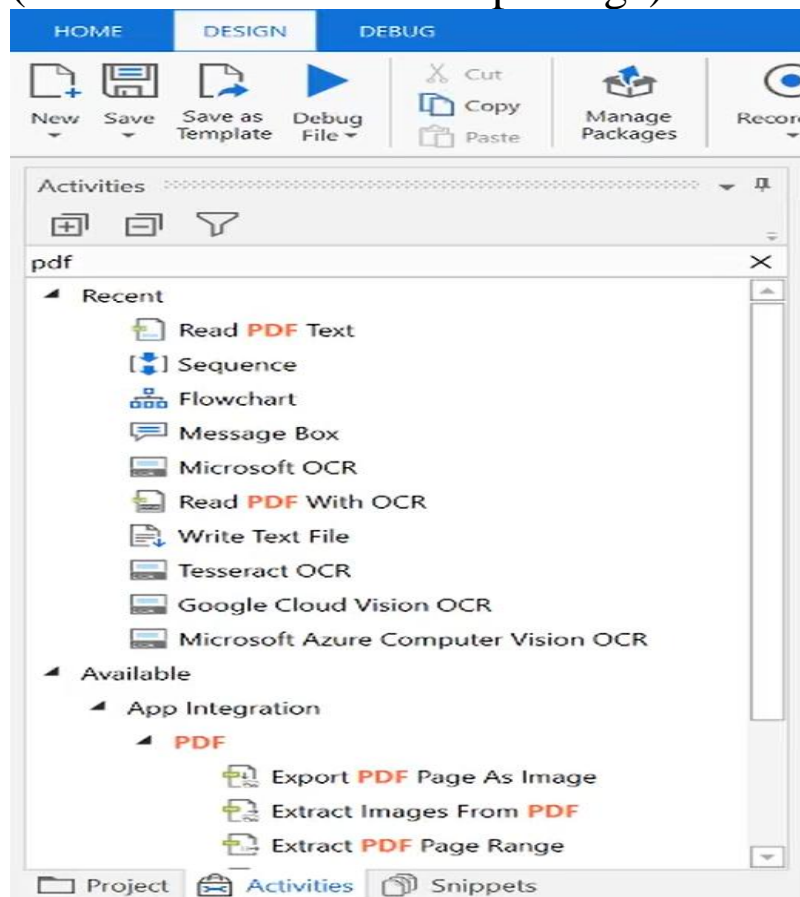 HOME DESIGN DEBUG
New Save Save as Template Debug File Cut Copy Paste Manage Packages
Activities
pdf
Recent
Read PDF Text
Sequence
Flowchart
Message Box
Microsoft OCR
Read PDF With OCR
Write Text File
Tesseract OCR
Google Cloud Vision OCR
Microsoft Azure Computer Vision OCR
Available
App Integration
PDF
Export PDF Page As Image
Extract Images From PDF
Extract PDF Page Range
Project Activities Snippets